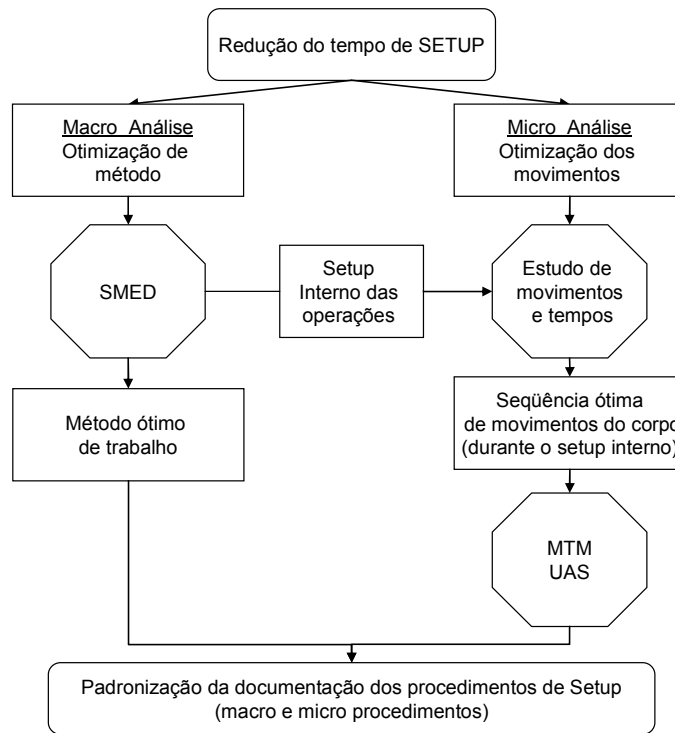 Redução do tempo de SETUP
Macro Análise
Otimização de
método
Micro Análise
Otimização dos
movimentos
SMED
Setup
Interno das
operações
Estudo de
movimentos
e tempos
Método ótimo
de trabalho
Seqüência ótima
de movimentos do corpo
(durante o setup interno)
MTM
UAS
Padronização da documentação dos procedimentos de Setup
(macro e micro procedimentos)